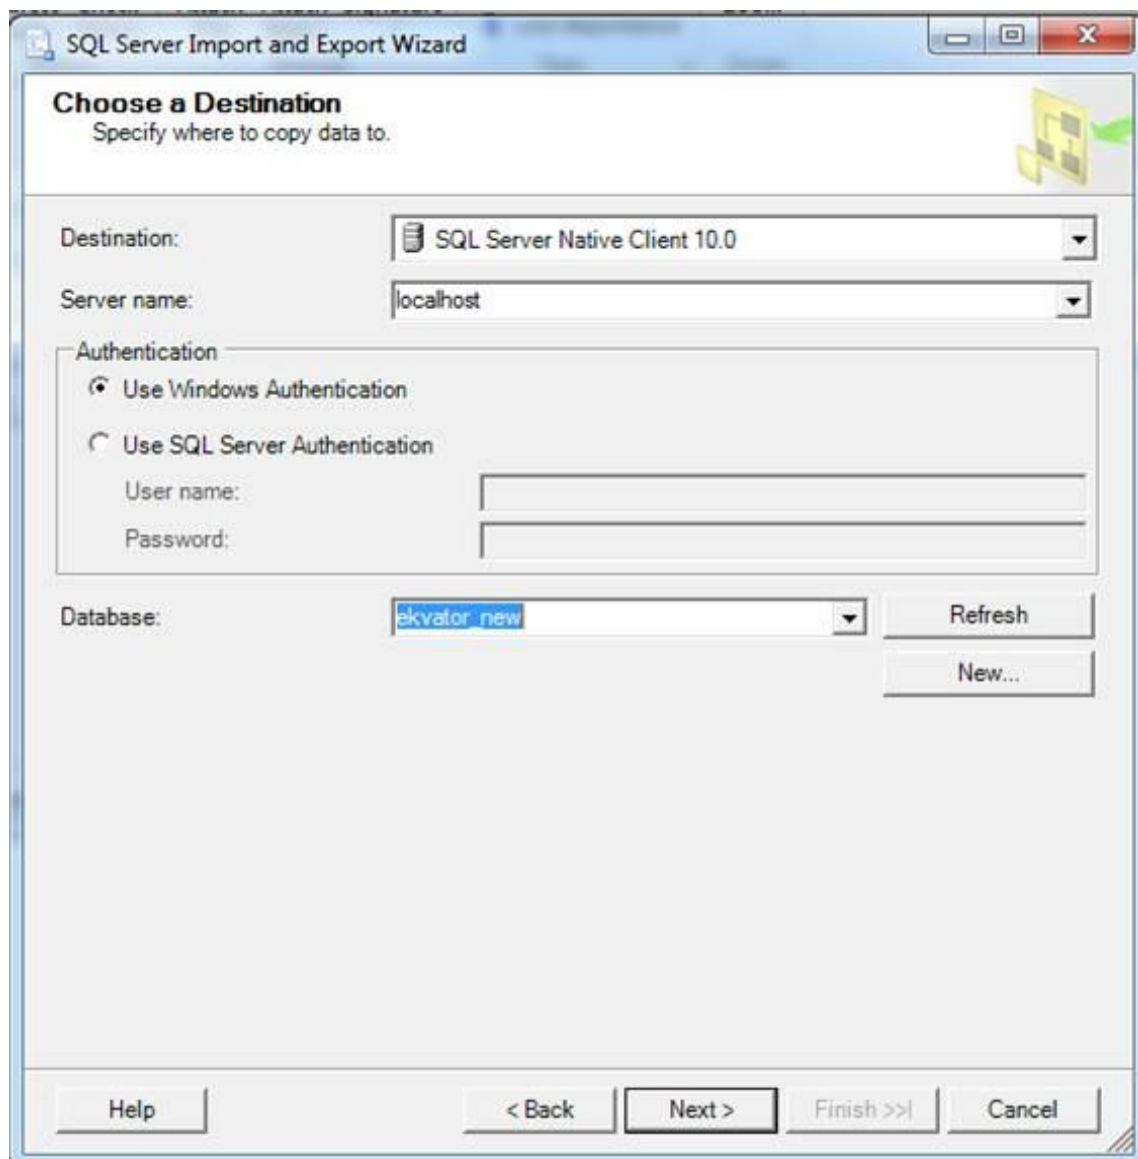 SQL Server Import and Export Wizard
Choose a Destination
Specify where to copy data to.
Destination: SQL Server Native Client 10.0
Server name: localhost
Authentication
Use Windows Authentication
Use SQL Server Authentication
User name:
Password:
Database: ekvator_new Refresh
New...
Help < Back Next > Finish >>| Cancel